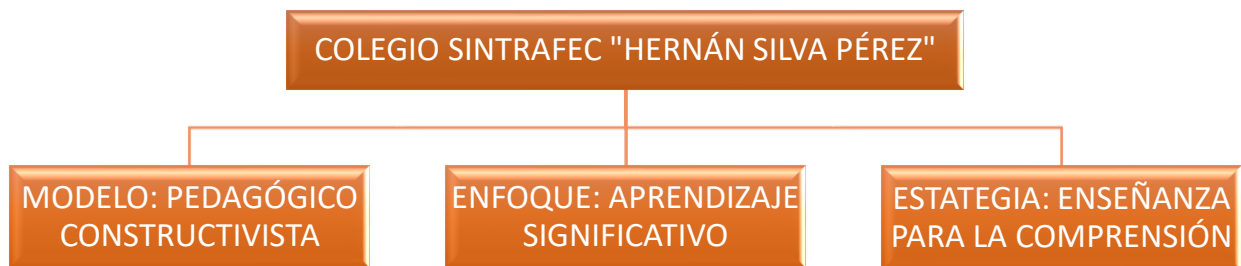 COLEGIO SINTRAFEC "HERNÁN SILVA PÉREZ"
MODELO: PEDAGÓGICO
CONSTRUCTIVISTA
ENFOQUE: APRENDIZAJE
SIGNIFICATIVO
ESTATEGIA: ENSEÑANZA
PARA LA COMPRENSIÓN